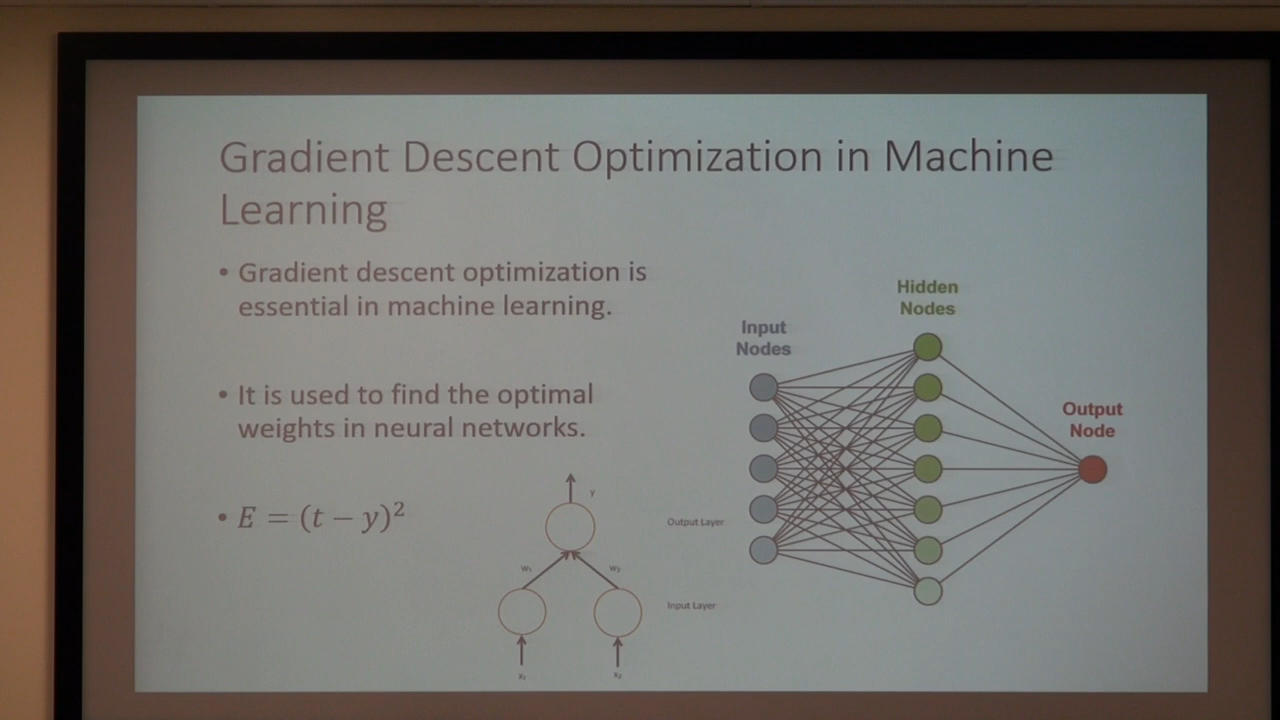 Gradient Descent Optimization in Machine
Learning
• Gradient descent optimization is
essential in machine learning.
• It is used to find the optimal
weights in neural networks.
• E = (t − y)²
y
Output Layer
w₁
w₂
Input Layer
x₁
x₂
Input
Nodes
Hidden
Nodes
Output
Node